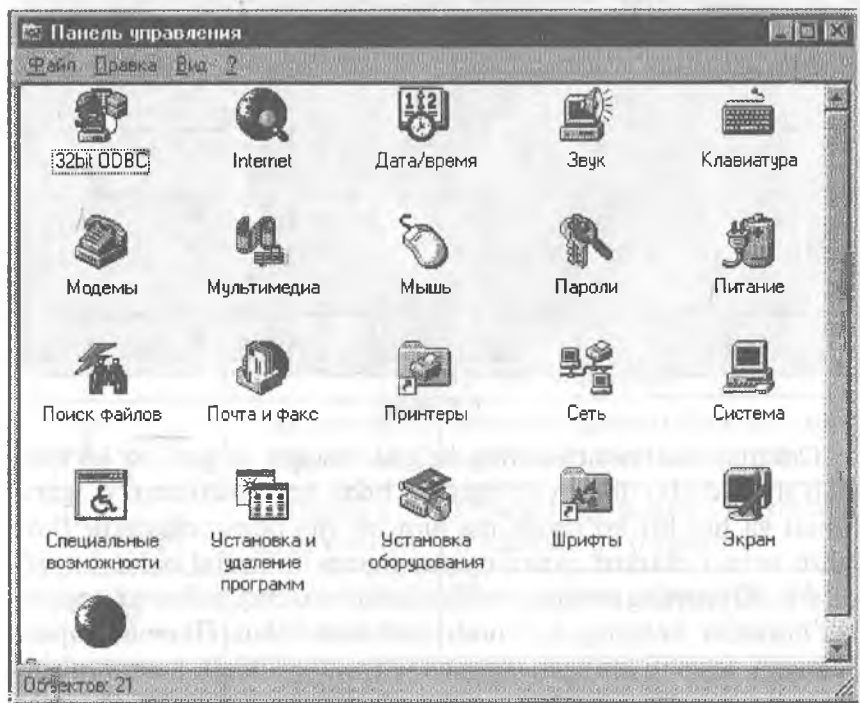 Панель управления
Файл Правка Вид ?
32bit ODBC Internet Дата/время Звук Клавиатура
Модемы Мультимедиа Мышь Пароли Питание
Поиск файлов Почта и факс Принтеры Сеть Система
Специальные возможности Установка и удаление программ Установка оборудования Шрифты Экран
Объектов: 21